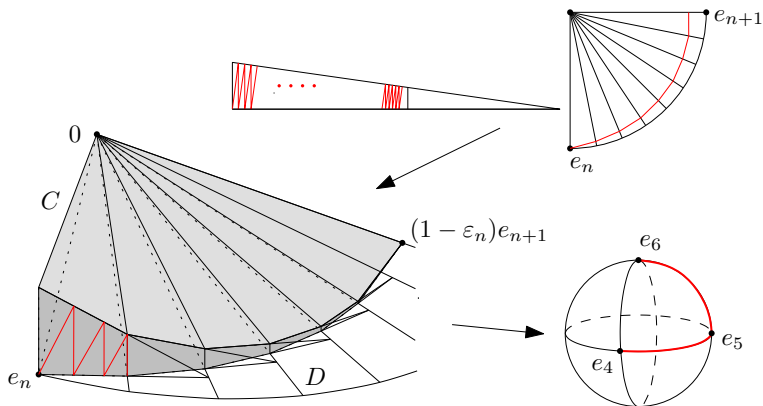 e_{n+1}
e_n
0
C
(1 − ε_n)e_{n+1}
e_6
e_5
e_4
e_n
D